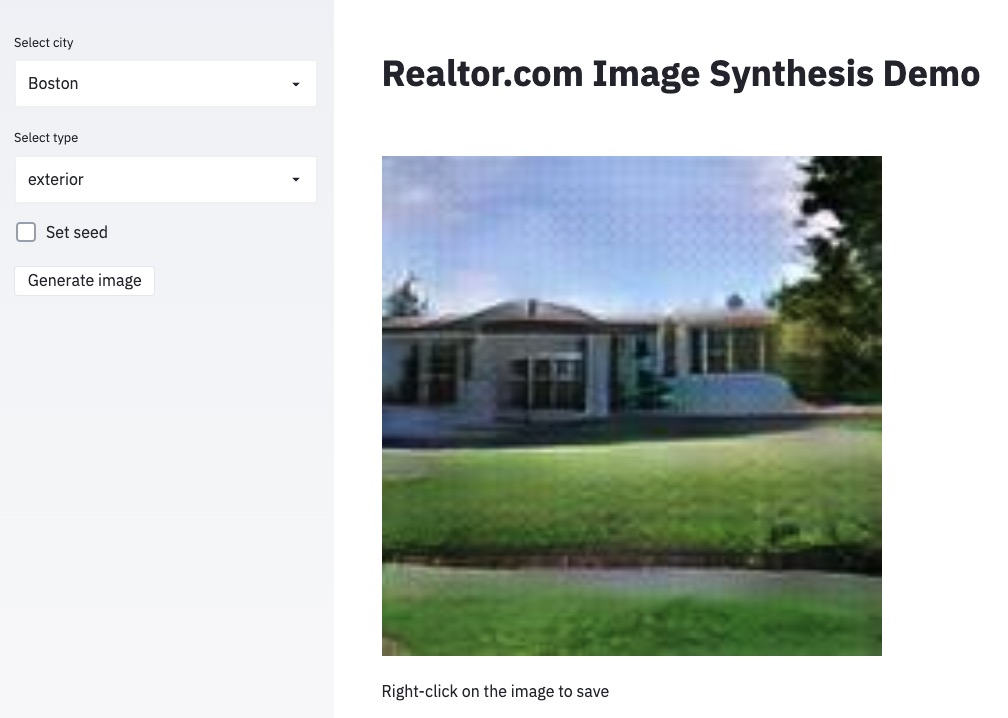 Select city
Boston
Select type
exterior
Set seed
Generate image
Realtor.com Image Synthesis Demo
Right-click on the image to save